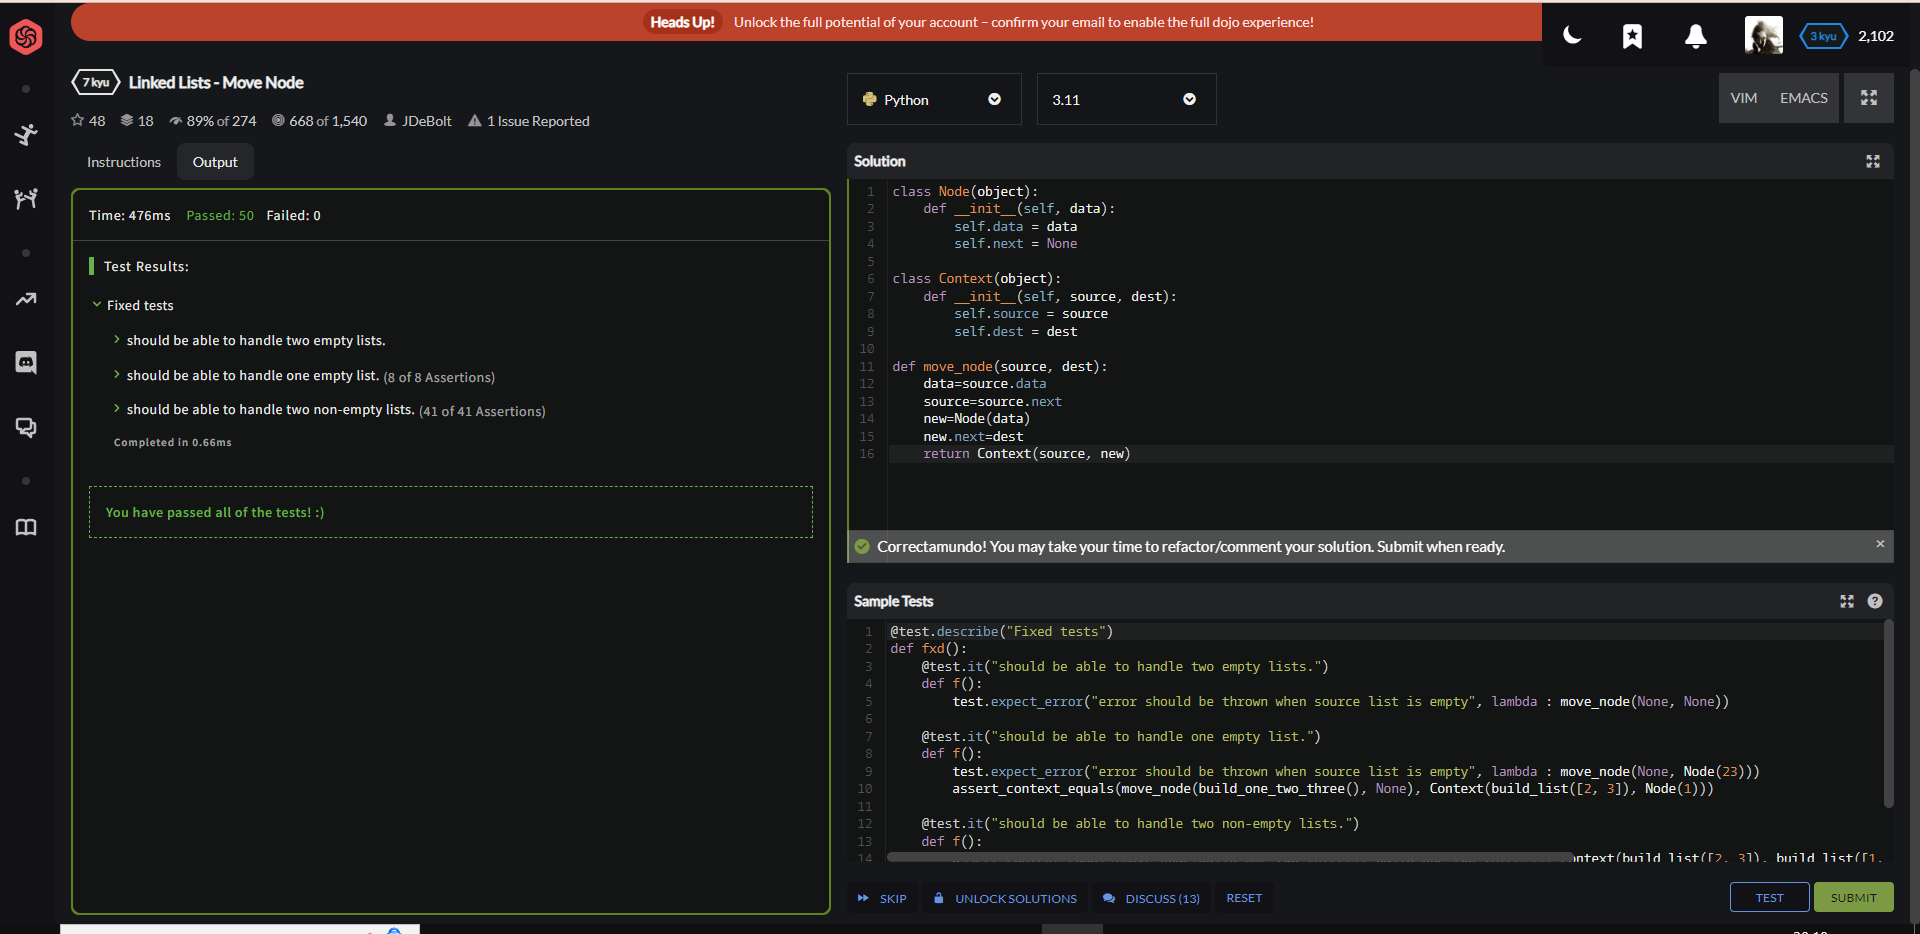 Heads Up! Unlock the full potential of your account – confirm your email to enable the full dojo experience!
3 kyu 2,102
7 kyu Linked Lists - Move Node
48 18 89% of 274 668 of 1,540 JDeBolt 1 Issue Reported
Instructions Output
Time: 476ms Passed: 50 Failed: 0
Test Results:
Fixed tests
should be able to handle two empty lists.
should be able to handle one empty list. (8 of 8 Assertions)
should be able to handle two non-empty lists. (41 of 41 Assertions)
Completed in 0.66ms
You have passed all of the tests! :)
Python 3.11 VIM EMACS
Solution
1 class Node(object):
2 def __init__(self, data):
3 self.data = data
4 self.next = None
5
6 class Context(object):
7 def __init__(self, source, dest):
8 self.source = source
9 self.dest = dest
10
11 def move_node(source, dest):
12 data=source.data
13 source=source.next
14 new=Node(data)
15 new.next=dest
16 return Context(source, new)
Correctamundo! You may take your time to refactor/comment your solution. Submit when ready.
Sample Tests
1 @test.describe("Fixed tests")
2 def fxd():
3 @test.it("should be able to handle two empty lists.")
4 def f():
5 test.expect_error("error should be thrown when source list is empty", lambda : move_node(None, None))
6
7 @test.it("should be able to handle one empty list.")
8 def f():
9 test.expect_error("error should be thrown when source list is empty", lambda : move_node(None, Node(23)))
10 assert_context_equals(move_node(build_one_two_three(), None), Context(build_list([2, 3]), Node(1)))
11
12 @test.it("should be able to handle two non-empty lists.")
13 def f():
14 ontext(build_list([2, 3]), build_list([1,
SKIP UNLOCK SOLUTIONS DISCUSS (13) RESET TEST SUBMIT